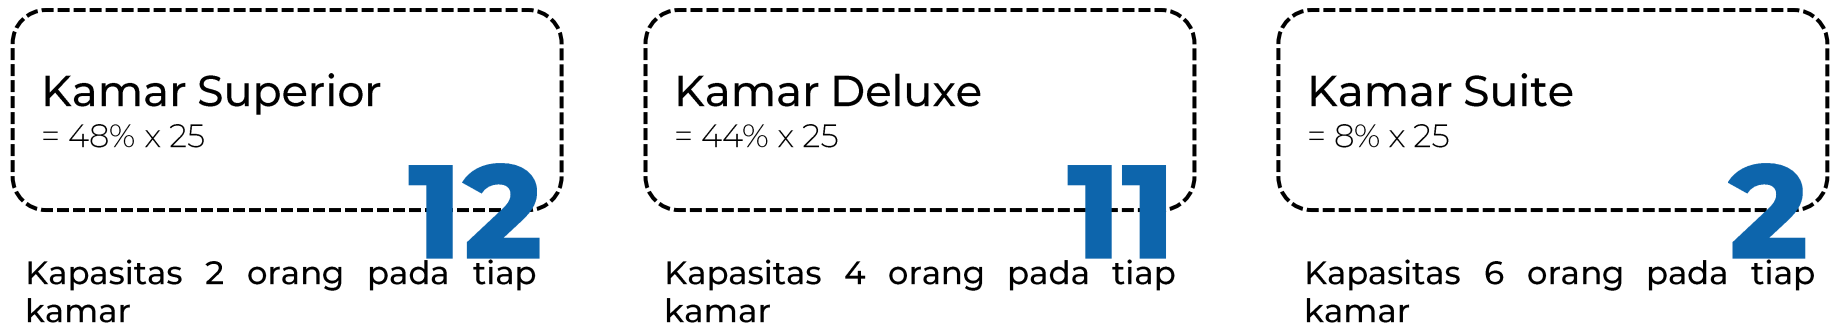 Kamar Superior
= 48% x 25
12
Kapasitas 2 orang pada tiap
kamar
Kamar Deluxe
= 44% x 25
11
Kapasitas 4 orang pada tiap
kamar
Kamar Suite
= 8% x 25
2
Kapasitas 6 orang pada tiap
kamar